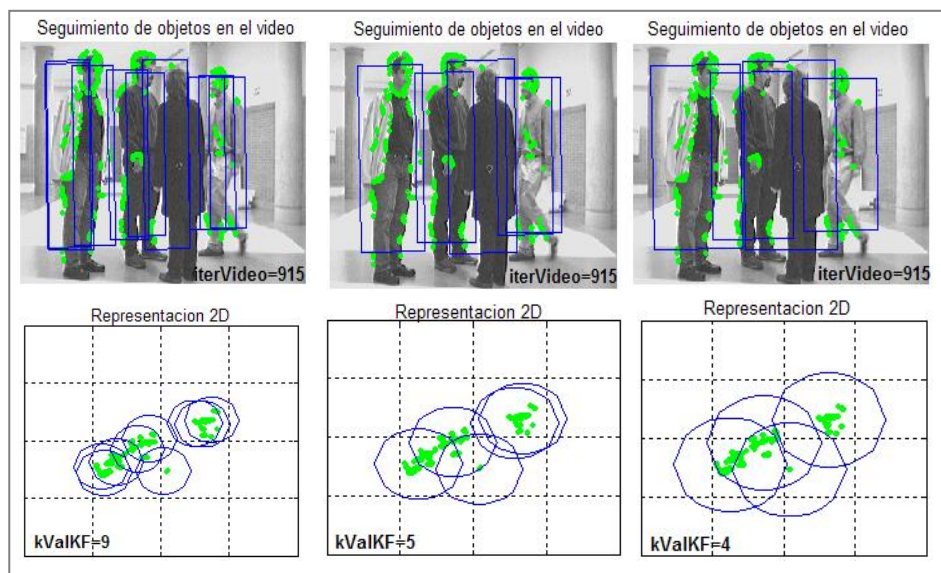 Seguimiento de objetos en el video
Seguimiento de objetos en el video
Seguimiento de objetos en el video
iterVideo=915
iterVideo=915
iterVideo=915
Representacion 2D
Representacion 2D
Representacion 2D
kValKF=9
kValKF=5
kValKF=4